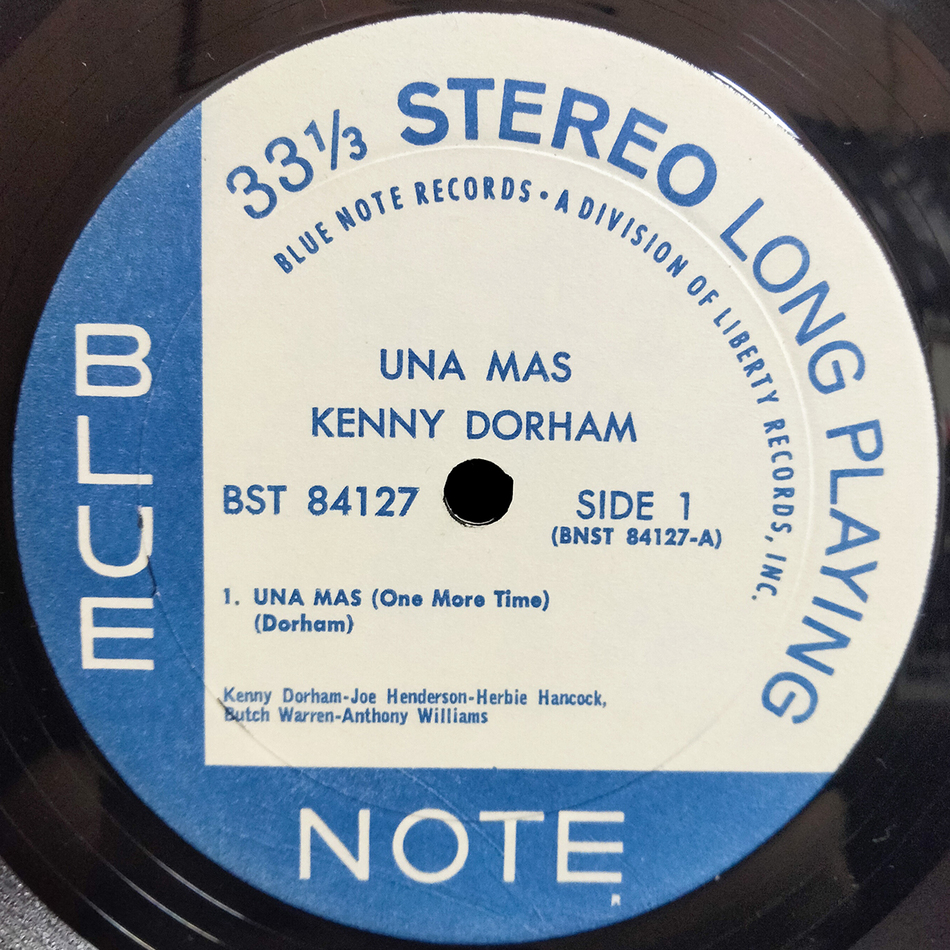 33⅓ STEREO LONG PLAYING
BLUE NOTE RECORDS • A DIVISION OF LIBERTY RECORDS, INC.
UNA MAS
KENNY DORHAM
BST 84127
SIDE 1
(BNST 84127-A)
1. UNA MAS (One More Time)
(Dorham)
Kenny Dorham-Joe Henderson-Herbie Hancock,
Butch Warren-Anthony Williams
BLUE
NOTE